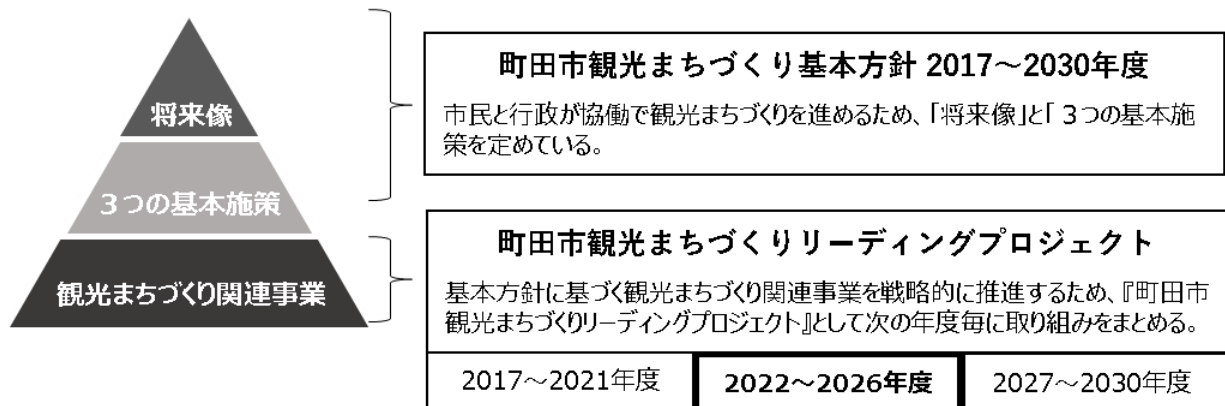 将来像
3つの基本施策
観光まちづくり関連事業
町田市観光まちづくり基本方針 2017～2030年度
市民と行政が協働で観光まちづくりを進めるため、「将来像」と「３つの基本施
策を定めている。
町田市観光まちづくりリーディングプロジェクト
基本方針に基づく観光まちづくり関連事業を戦略的に推進するため、『町田市
観光まちづくりリーディングプロジェクト』として次の年度毎に取り組みをまとめる。
2017～2021年度
2022～2026年度
2027～2030年度